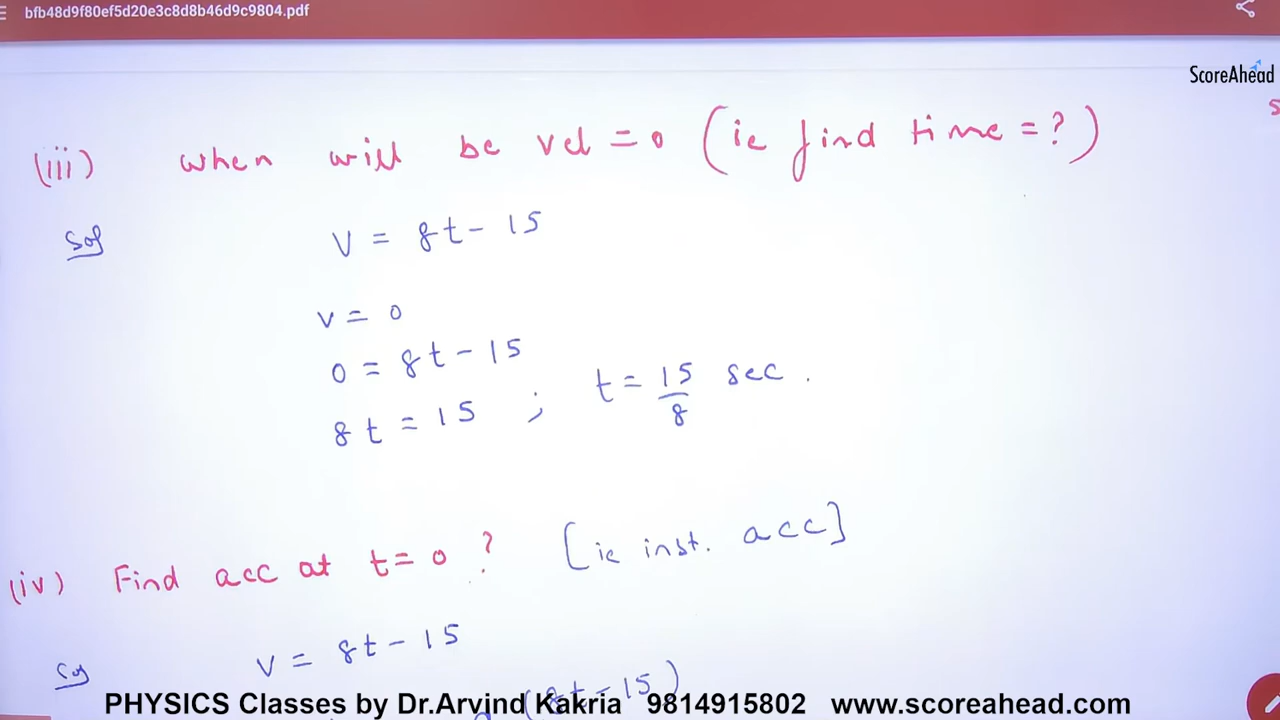 bfb48d9f80ef5d20e3c8d8b46d9c9804.pdf
ScoreAhead
(iii) when will be vel = 0 (ie find time = ?)
Sol
V = 8t - 15
v = 0
0 = 8t - 15
8t = 15 ; t = 15/8 sec.
(iv) Find acc at t = 0 ? [ie inst. acc]
Sol
V = 8t - 15
(8t - 15)
PHYSICS Classes by Dr.Arvind Kakria 9814915802 www.scoreahead.com